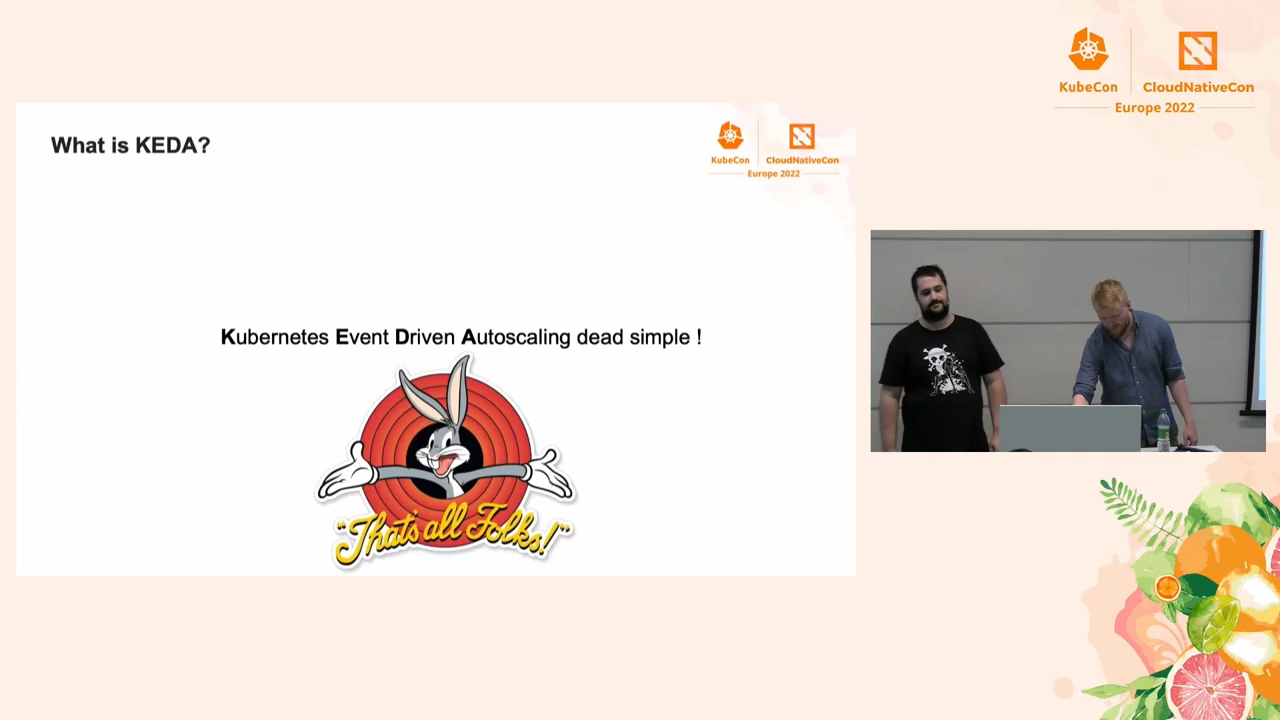 KubeCon
CloudNativeCon
Europe 2022
What is KEDA?
KubeCon
CloudNativeCon
Europe 2022
Kubernetes Event Driven Autoscaling dead simple !
"That's all Folks!"